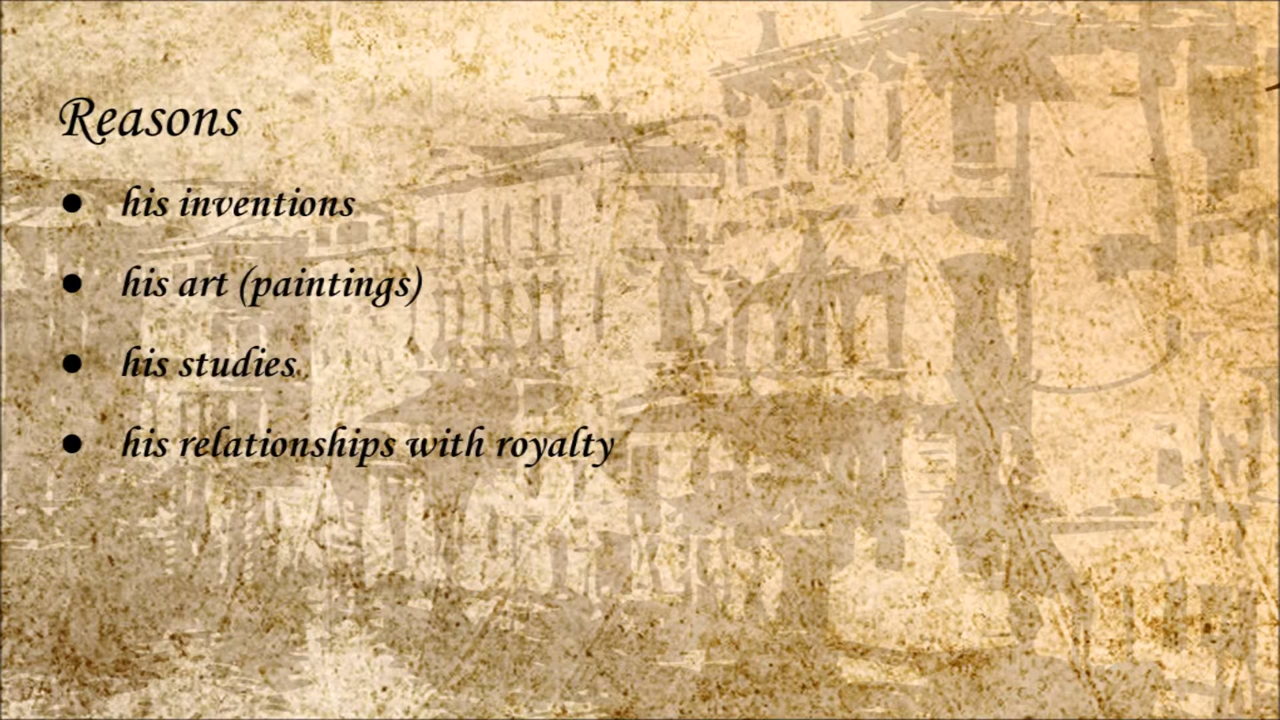 Reasons
● his inventions
● his art (paintings)
● his studies
● his relationships with royalty